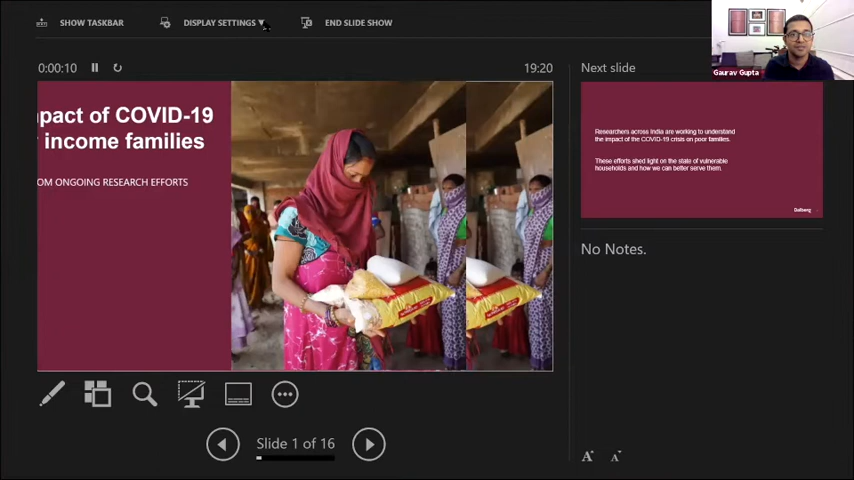 SHOW TASKBAR
DISPLAY SETTINGS ▼
END SLIDE SHOW
Gaurav Gupta
0:00:10
19:20
Next slide
pact of COVID-19
income families
OM ONGOING RESEARCH EFFORTS
Researchers across India are working to understand
the impact of the COVID-19 crisis on poor families.
These efforts shed light on the state of vulnerable
households and how we can better serve them.
Dalberg
No Notes.
Slide 1 of 16
A A